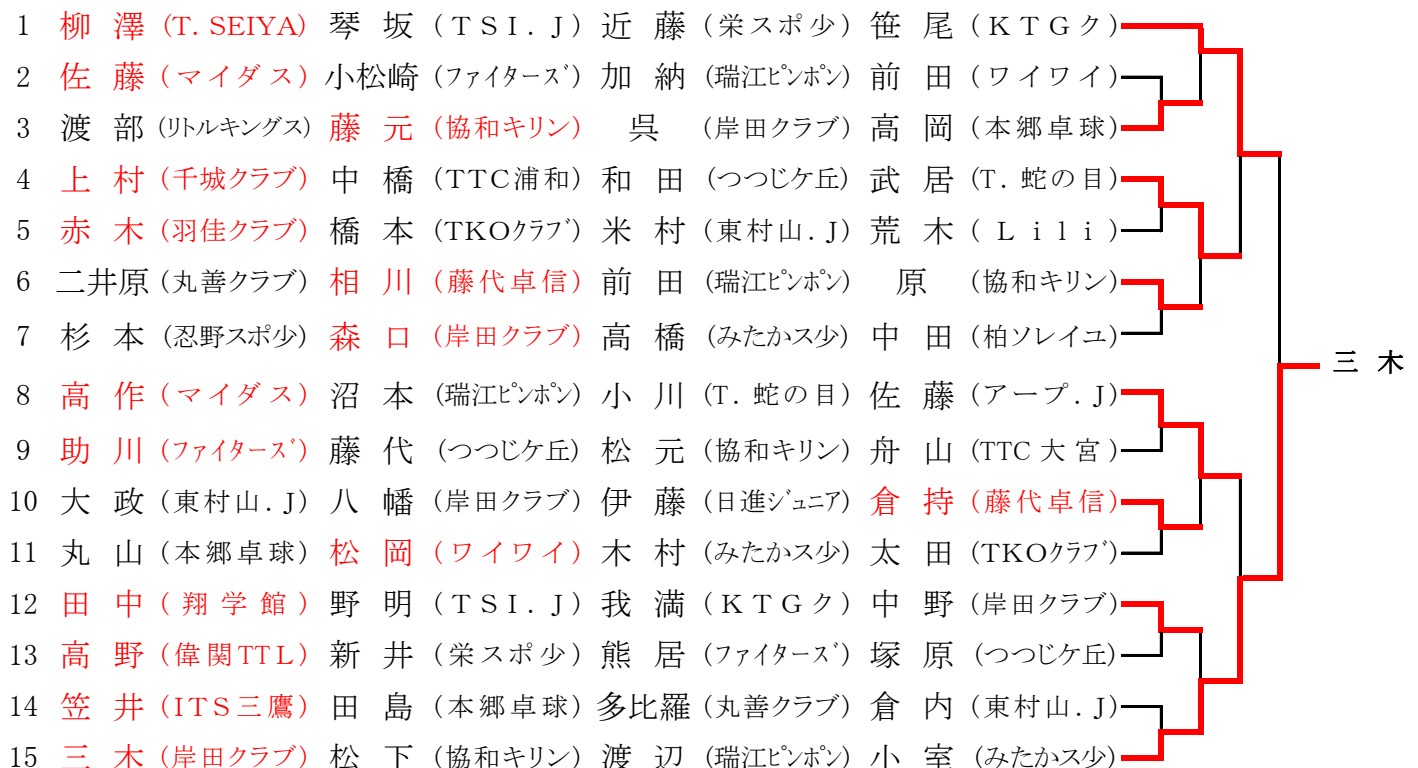 1 柳 澤 (T. SEIYA) 琴 坂 (TSI. J) 近 藤 (栄スポ少) 笹 尾 (KTGク)
2 佐 藤 (マイダス) 小松崎 (ファイターズ) 加 納 (瑞江ピンポン) 前 田 (ワイワイ)
3 渡 部 (リトルキングス) 藤 元 (協和キリン) 呉 (岸田クラブ) 高 岡 (本郷卓球)
4 上 村 (千城クラブ) 中 橋 (TTC浦和) 和 田 (つつじケ丘) 武 居 (T. 蛇の目)
5 赤 木 (羽佳クラブ) 橋 本 (TKOクラブ) 米 村 (東村山. J) 荒 木 (Lili)
6 二井原 (丸善クラブ) 相 川 (藤代卓信) 前 田 (瑞江ピンポン) 原 (協和キリン)
7 杉 本 (忍野スポ少) 森 口 (岸田クラブ) 高 橋 (みたかス少) 中 田 (柏ソレイユ)
三 木
8 高 作 (マイダス) 沼 本 (瑞江ピンポン) 小 川 (T. 蛇の目) 佐 藤 (アープ. J)
9 助 川 (ファイターズ) 藤 代 (つつじケ丘) 松 元 (協和キリン) 舟 山 (TTC 大 宮)
10 大 政 (東村山. J) 八 幡 (岸田クラブ) 伊 藤 (日進ジュニア) 倉 持 (藤代卓信)
11 丸 山 (本郷卓球) 松 岡 (ワイワイ) 木 村 (みたかス少) 太 田 (TKOクラブ)
12 田 中 (翔学館) 野 明 (TSI. J) 我 満 (KTGク) 中 野 (岸田クラブ)
13 高 野 (偉関TTL) 新 井 (栄スポ少) 熊 居 (ファイターズ) 塚 原 (つつじケ丘)
14 笠 井 (ITS三鷹) 田 島 (本郷卓球) 多比羅 (丸善クラブ) 倉 内 (東村山. J)
15 三 木 (岸田クラブ) 松 下 (協和キリン) 渡 辺 (瑞江ピンポン) 小 室 (みたかス少)